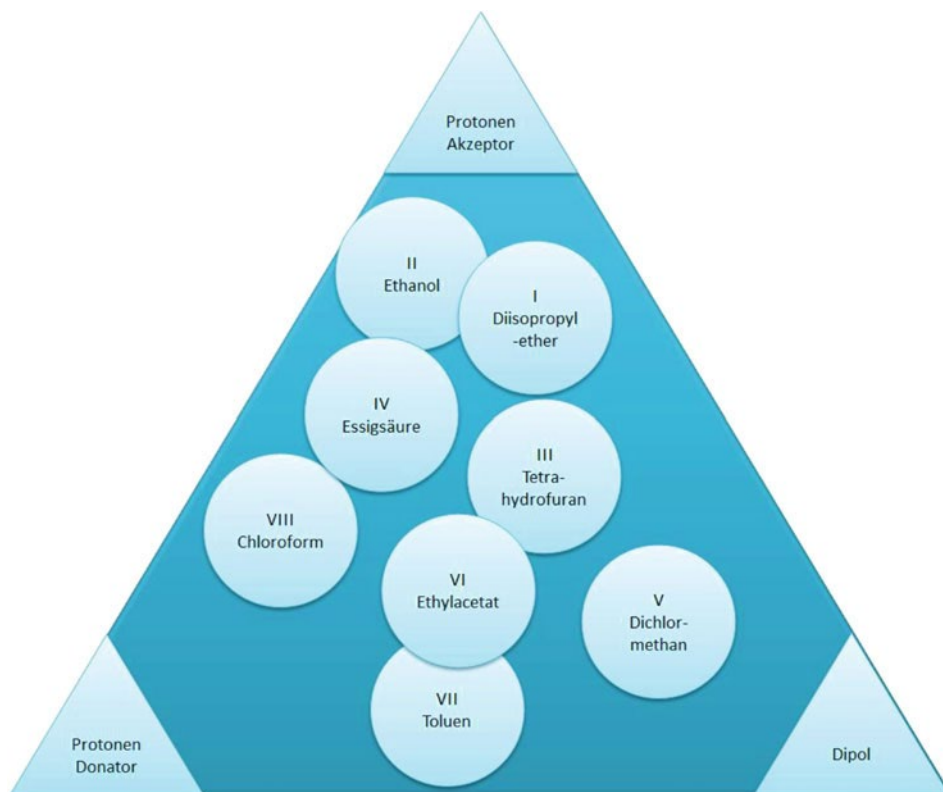 Protonen
Akzeptor
II
Ethanol
I
Diisopropyl
-ether
IV
Essigsäure
III
Tetra-
hydrofuran
VIII
Chloroform
VI
Ethylacetat
V
Dichlor-
methan
VII
Toluen
Protonen
Donator
Dipol